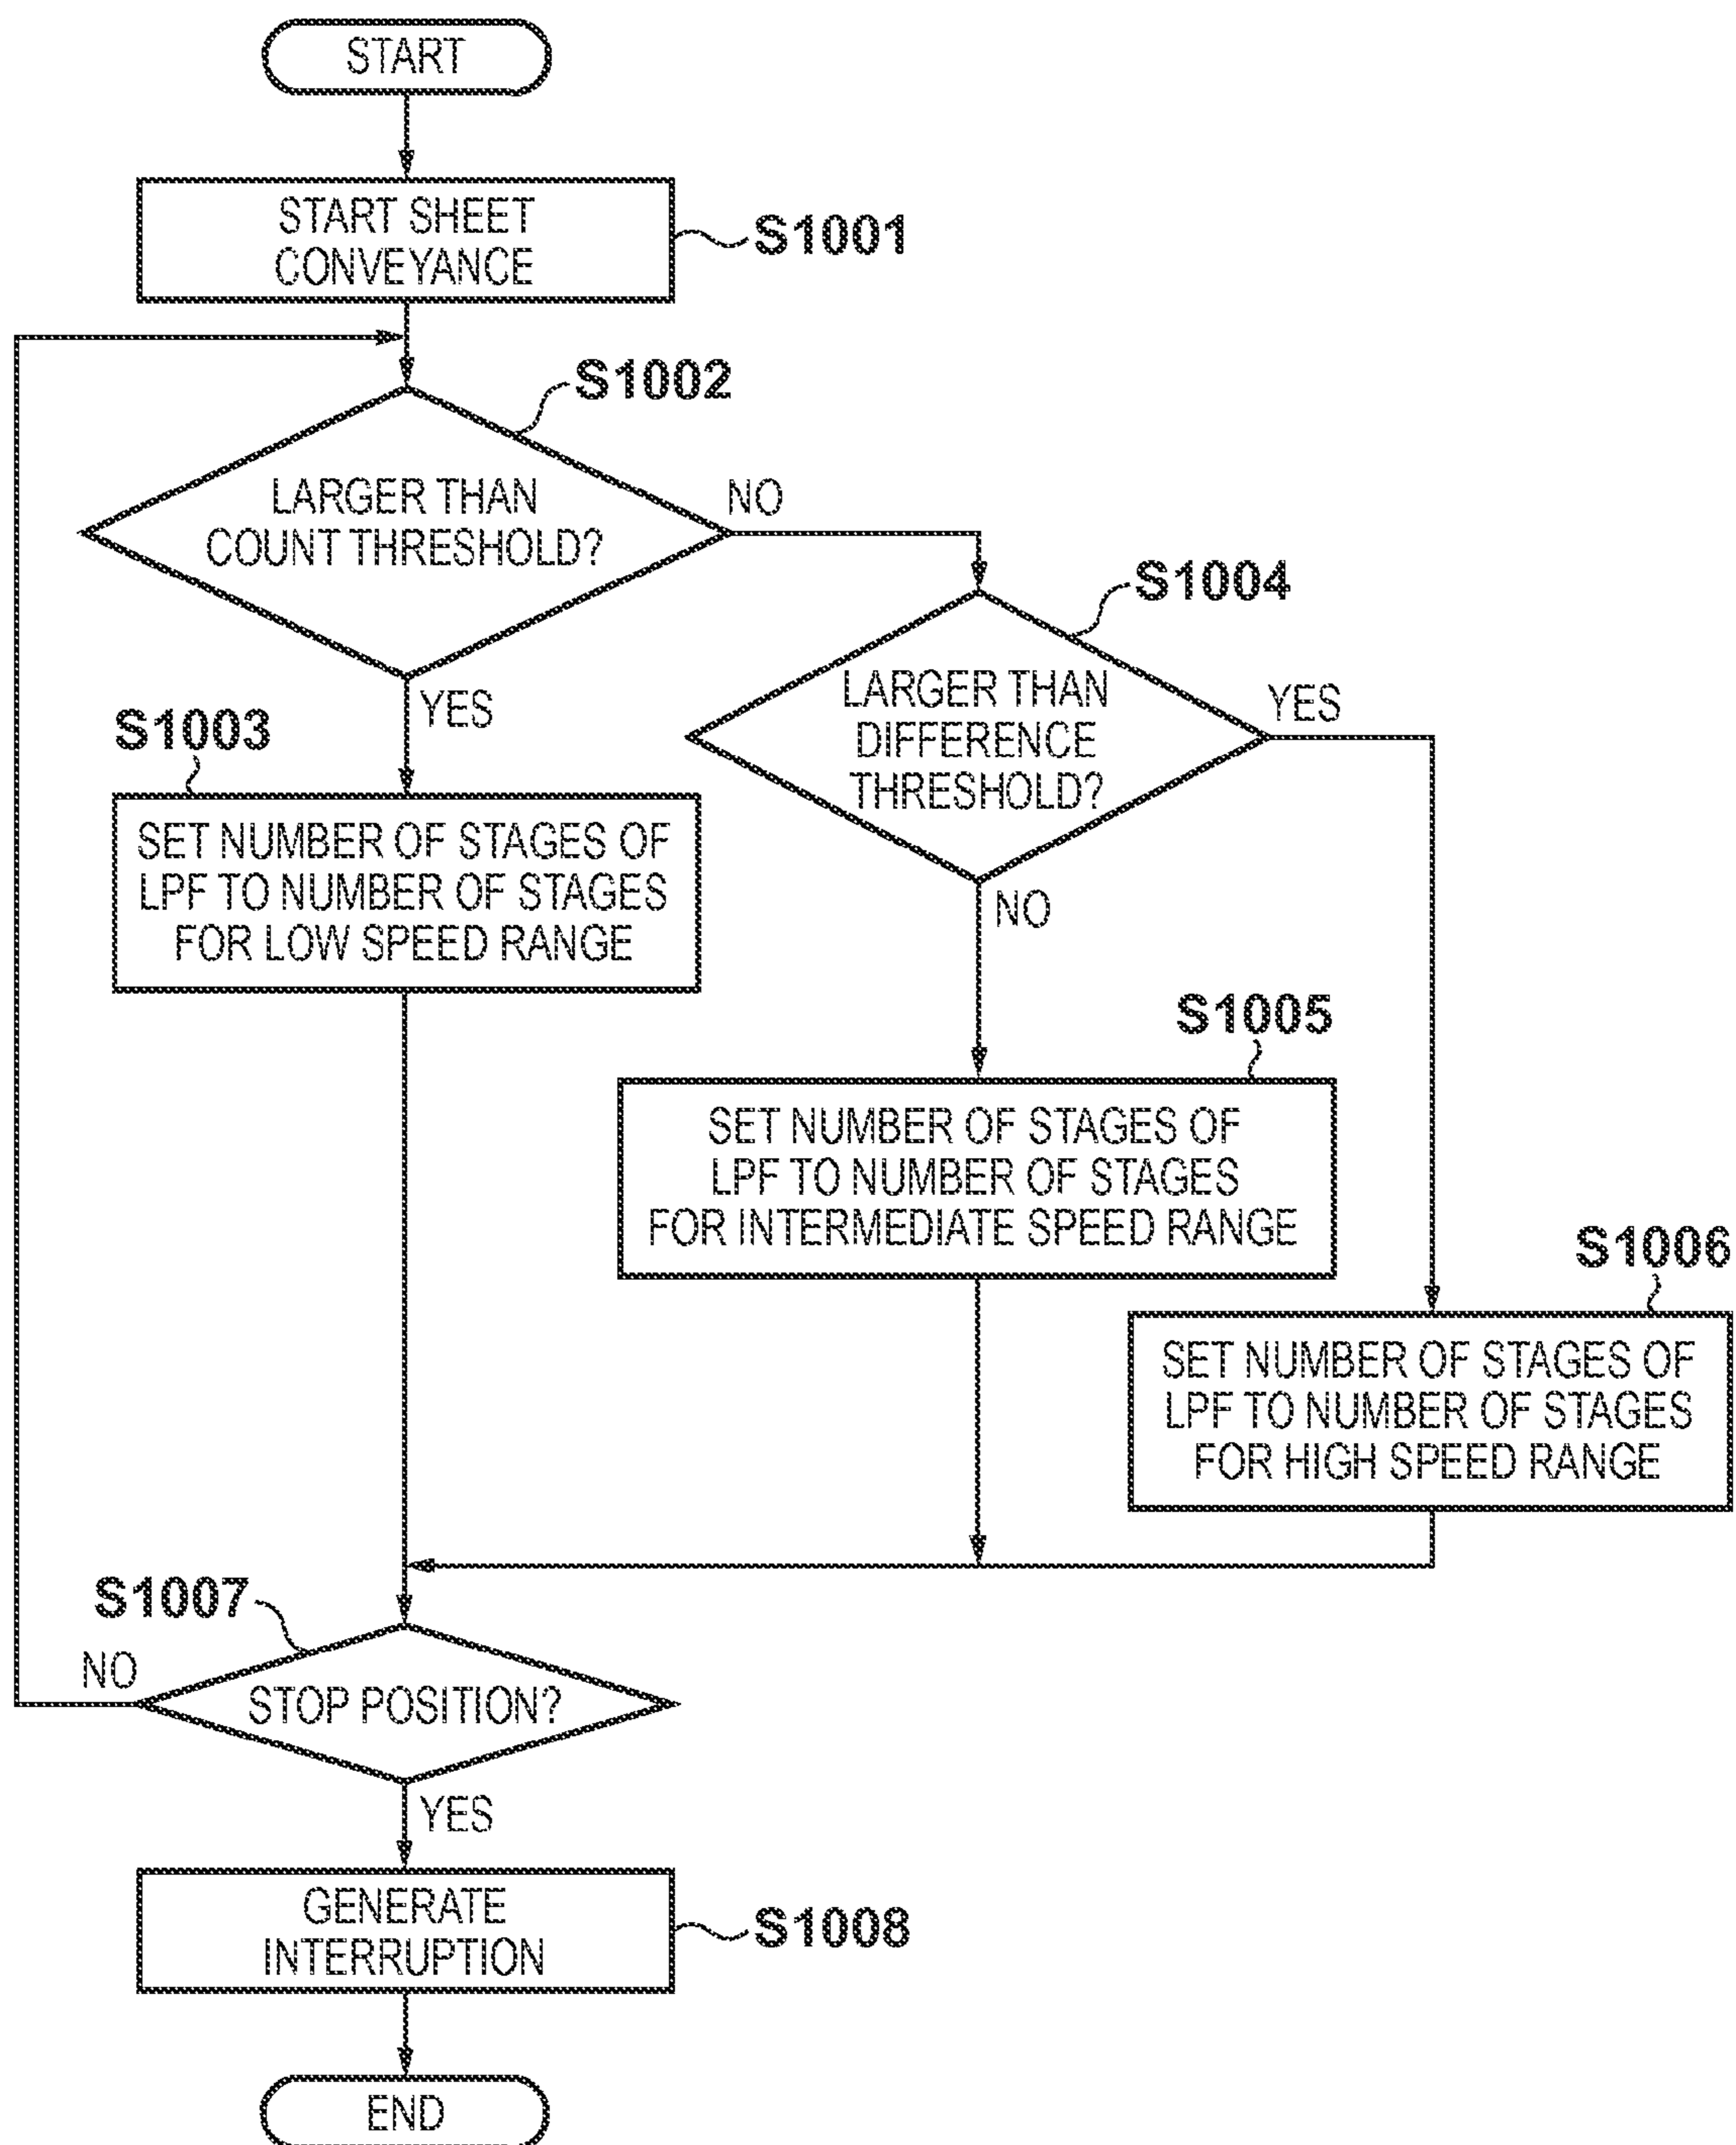 START
START SHEET
CONVEYANCE
S1001
S1002
LARGER THAN
COUNT THRESHOLD?
NO
YES
S1004
LARGER THAN
DIFFERENCE
THRESHOLD?
YES
NO
S1003
SET NUMBER OF STAGES OF
LPF TO NUMBER OF STAGES
FOR LOW SPEED RANGE
S1005
SET NUMBER OF STAGES OF
LPF TO NUMBER OF STAGES
FOR INTERMEDIATE SPEED RANGE
S1006
SET NUMBER OF STAGES OF
LPF TO NUMBER OF STAGES
FOR HIGH SPEED RANGE
S1007
NO
STOP POSITION?
YES
GENERATE
INTERRUPTION
S1008
END